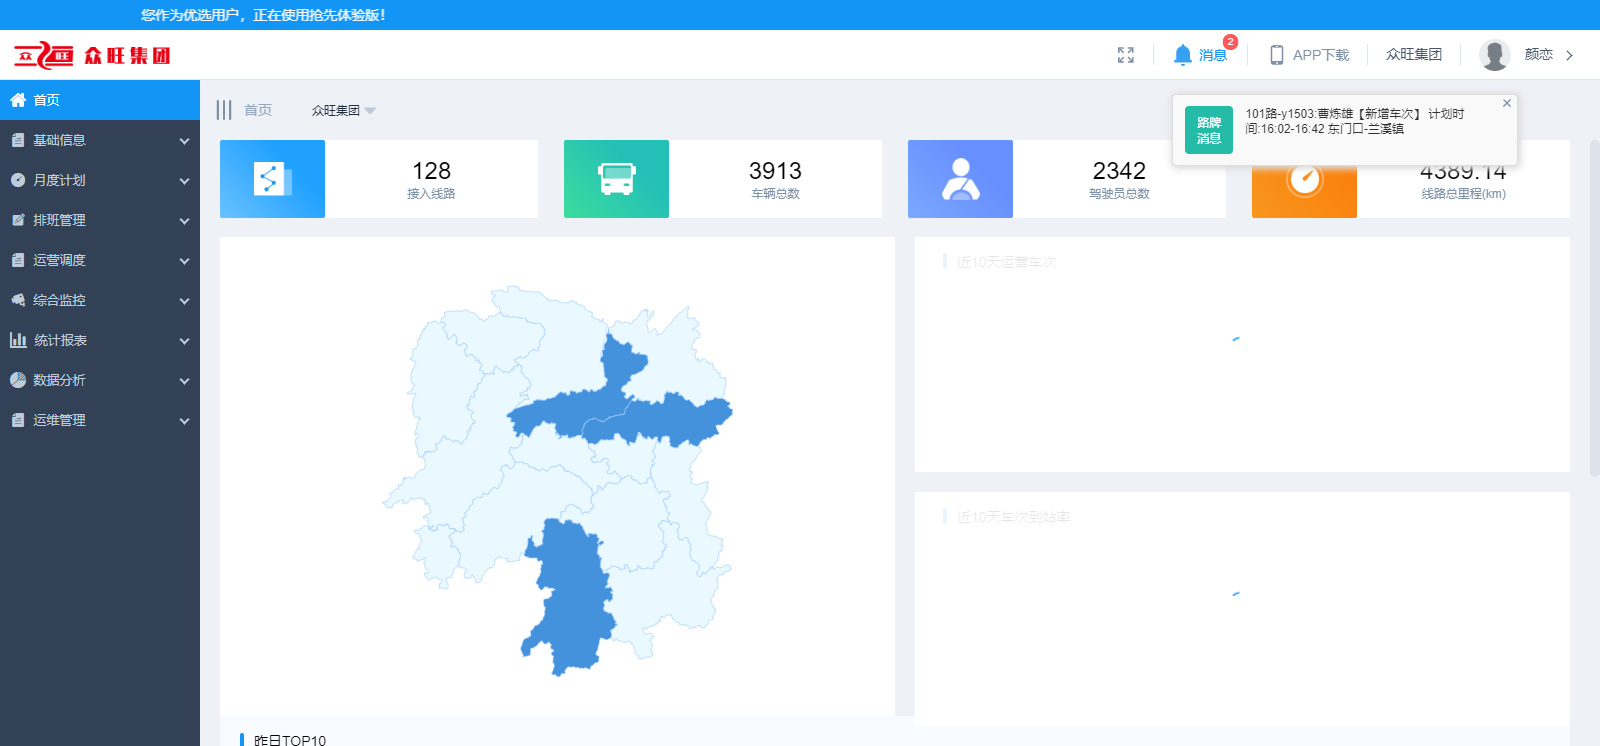 您作为优选用户，正在使用抢先体验版！
众旺集团
消息
2
APP下载
众旺集团
颜恋
首页
基础信息
月度计划
排班管理
运营调度
综合监控
统计报表
数据分析
运维管理
首页
众旺集团
路牌
消息
101路-y1503:曹炼雄【新增车次】 计划时
间:16:02-16:42 东门口-兰溪镇
128
接入线路
3913
车辆总数
2342
驾驶员总数
4389.14
线路总里程(km)
近10天运营车次
近10天车次到站率
昨日TOP10